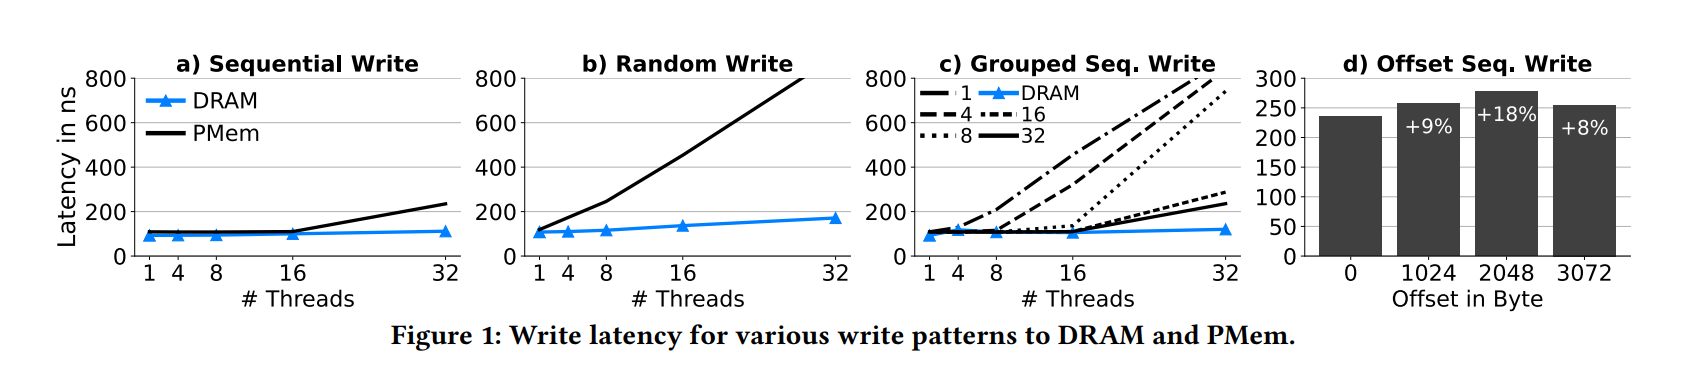 a) Sequential Write
800
600
400
200
0
Latency in ns
DRAM
PMem
1 4 8 16 32
# Threads
b) Random Write
800
600
400
200
0
1 4 8 16 32
# Threads
c) Grouped Seq. Write
800
600
400
200
0
1 DRAM
4 16
8 32
1 4 8 16 32
# Threads
d) Offset Seq. Write
300
250
200
150
100
50
0
+9% +18% +8%
0 1024 2048 3072
Offset in Byte
Figure 1: Write latency for various write patterns to DRAM and PMem.